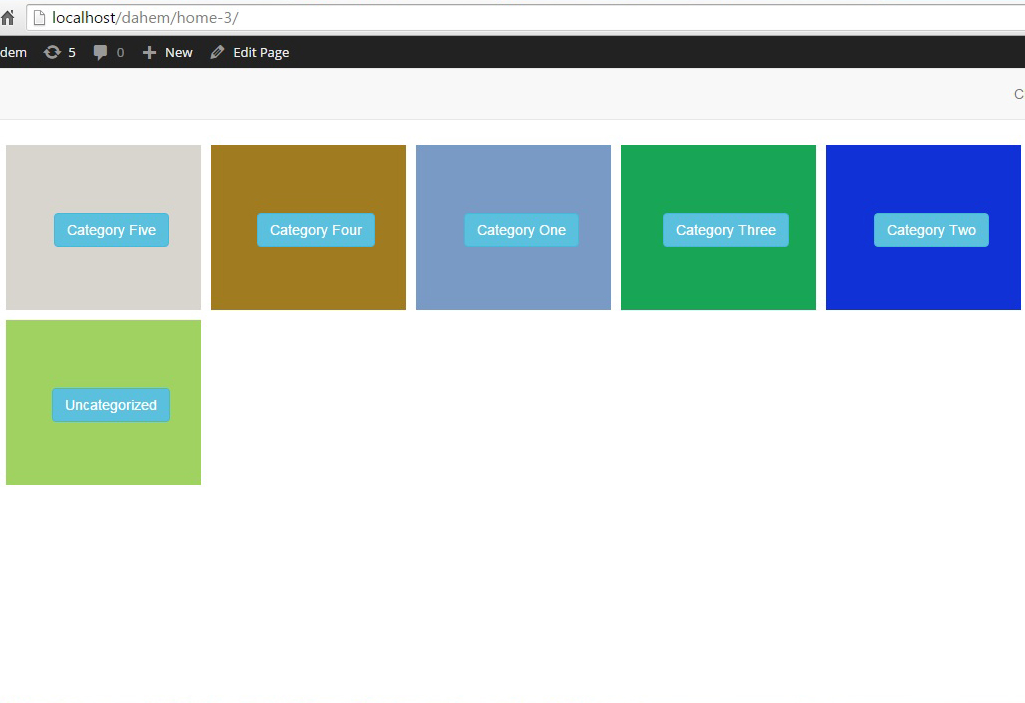 localhost/dahem/home-3/
dem 5 0 New Edit Page
C
Category Five Category Four Category One Category Three Category Two
Uncategorized